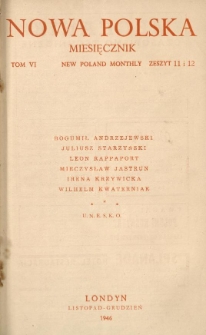 NOWA POLSKA
MIESIĘCZNIK
TOM VI NEW POLAND MONTHLY ZESZYT 11 i 12
BOGUMIŁ ANDRZEJEWSKI
JULIUSZ STARZYŃSKI
LEON RAPPAPORT
MIECZYSŁAW JASTRUN
IRENA KRZYWICKA
WILHELM KWATERNIAK
U.N.E.S.C.O.
LONDYN
LISTOPAD-GRUDZIEŃ
1946